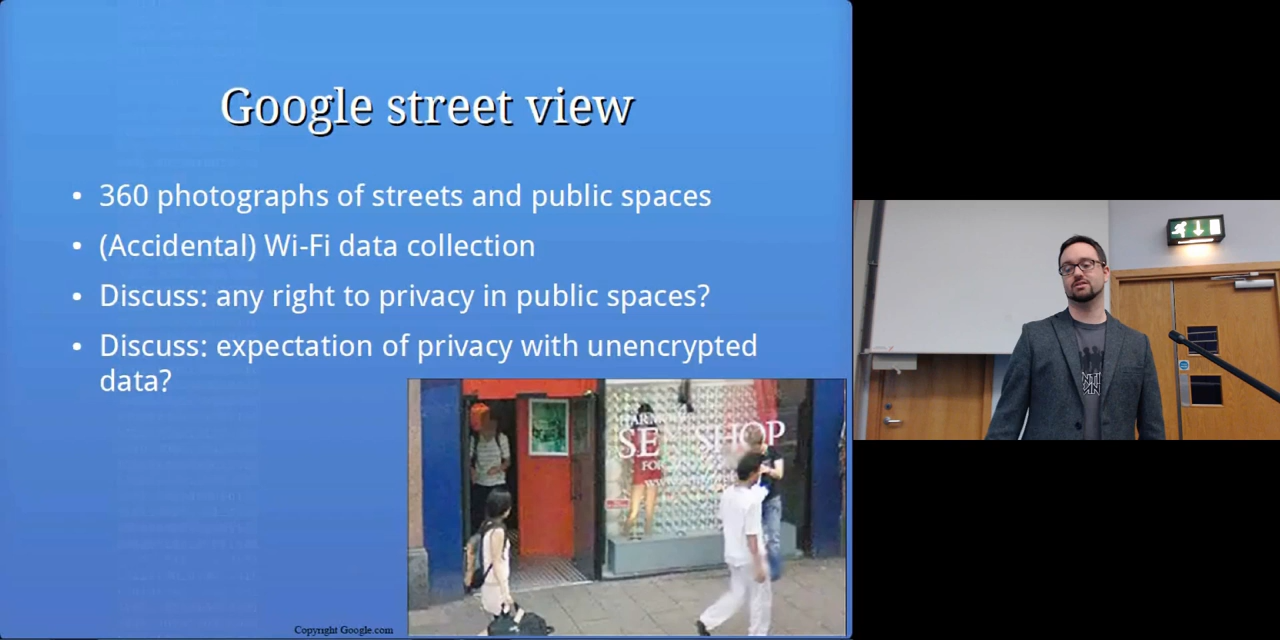 Google street view
• 360 photographs of streets and public spaces
• (Accidental) Wi-Fi data collection
• Discuss: any right to privacy in public spaces?
• Discuss: expectation of privacy with unencrypted
data?
SE SHOP
Copyright Google.com